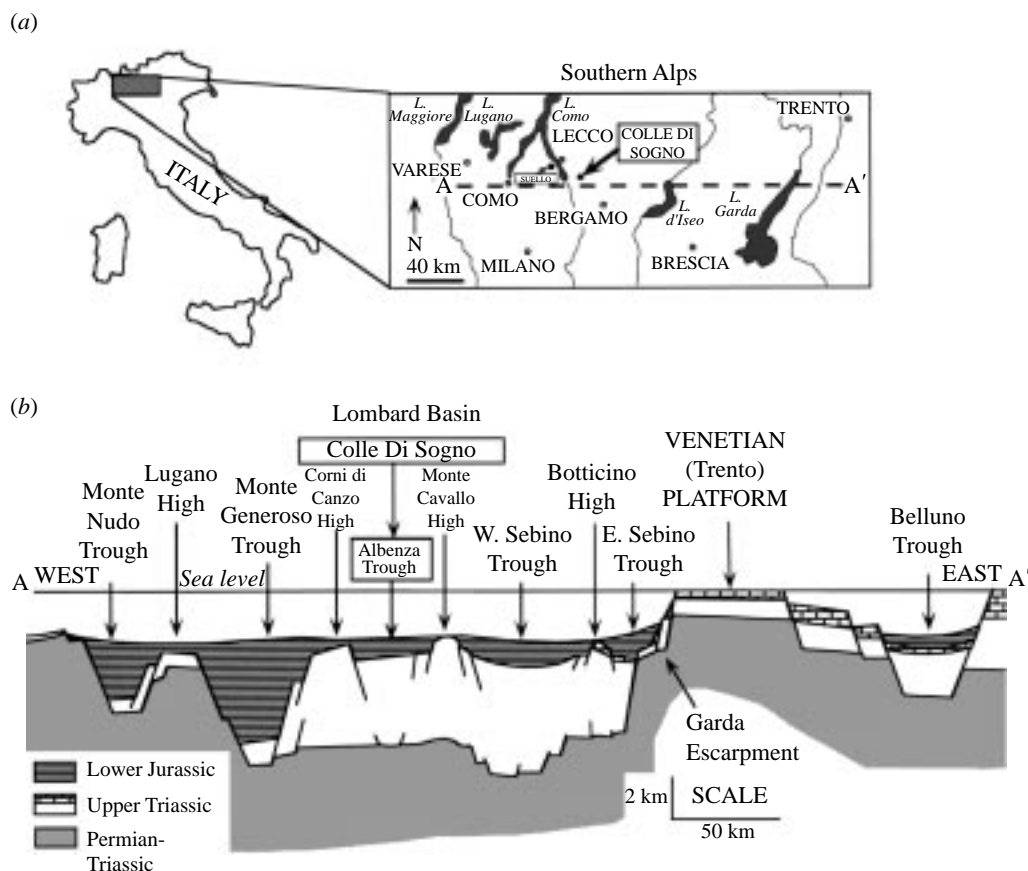 (a)
Southern Alps
ITALY
L.
Maggiore
L.
Lugano
L.
Como
LECCO
COLLE DI
SOGNO
TRENTO
VARESE
SUELLO
A
A′
COMO
BERGAMO
L.
d'Iseo
L.
Garda
N
40 km
MILANO
BRESCIA
(b)
Lombard Basin
Colle Di Sogno
Monte
Nudo
Trough
Lugano
High
Monte
Generoso
Trough
Corni di
Canzo
High
Albenza
Trough
Monte
Cavallo
High
W. Sebino
Trough
Botticino
High
E. Sebino
Trough
VENETIAN
(Trento)
PLATFORM
Belluno
Trough
A WEST
Sea level
EAST A′
Garda
Escarpment
Lower Jurassic
Upper Triassic
Permian-
Triassic
2 km
SCALE
50 km